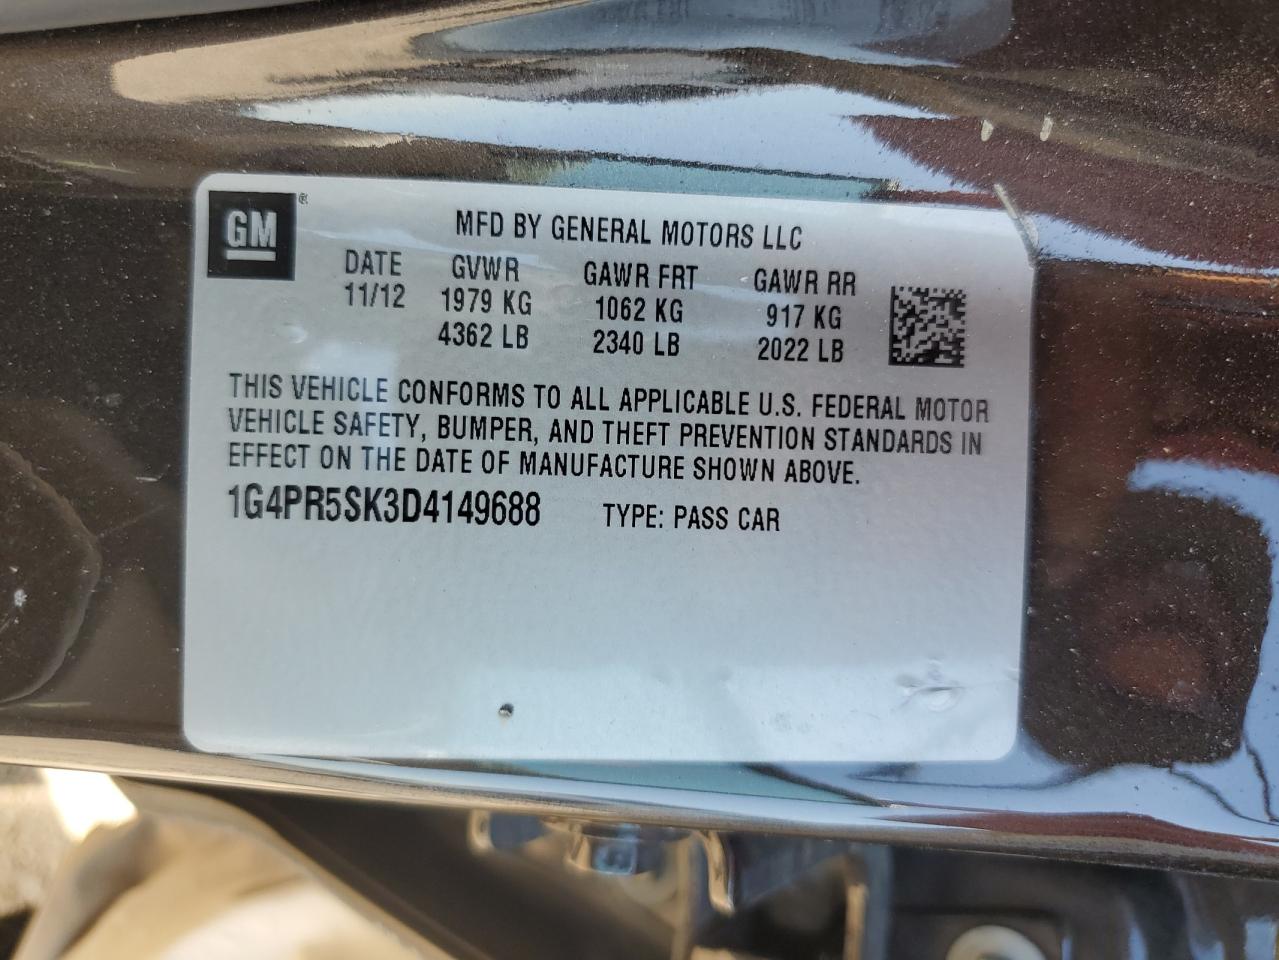 GM ®
MFD BY GENERAL MOTORS LLC
DATE GVWR GAWR FRT GAWR RR
11/12 1979 KG 1062 KG 917 KG
4362 LB 2340 LB 2022 LB
THIS VEHICLE CONFORMS TO ALL APPLICABLE U.S. FEDERAL MOTOR
VEHICLE SAFETY, BUMPER, AND THEFT PREVENTION STANDARDS IN
EFFECT ON THE DATE OF MANUFACTURE SHOWN ABOVE.
1G4PR5SK3D4149688 TYPE: PASS CAR